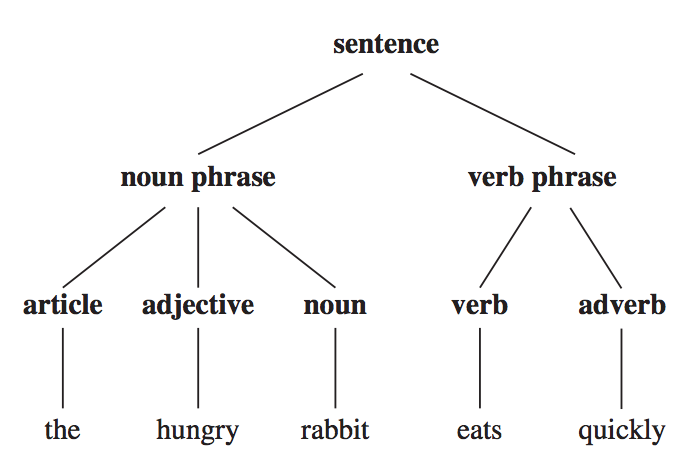 sentence
noun phrase verb phrase
article adjective noun verb adverb
the hungry rabbit eats quickly